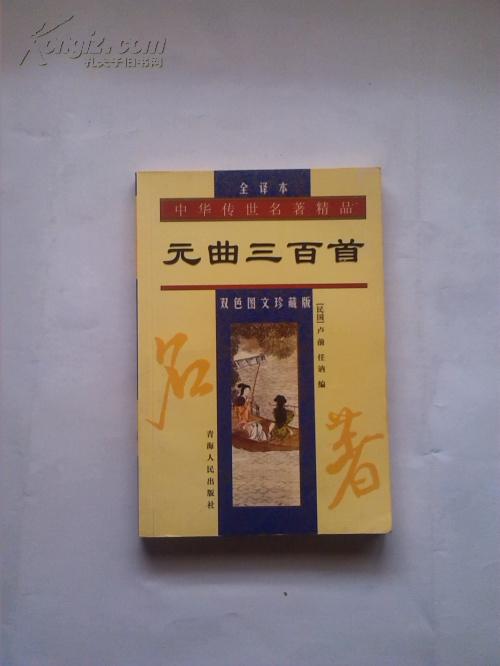 Kongfz.com
孔夫子旧书网
全译本
中华传世名著精品
元曲三百首
双色图文珍藏版
[民国]卢前 任讷 编
名著
青海人民出版社